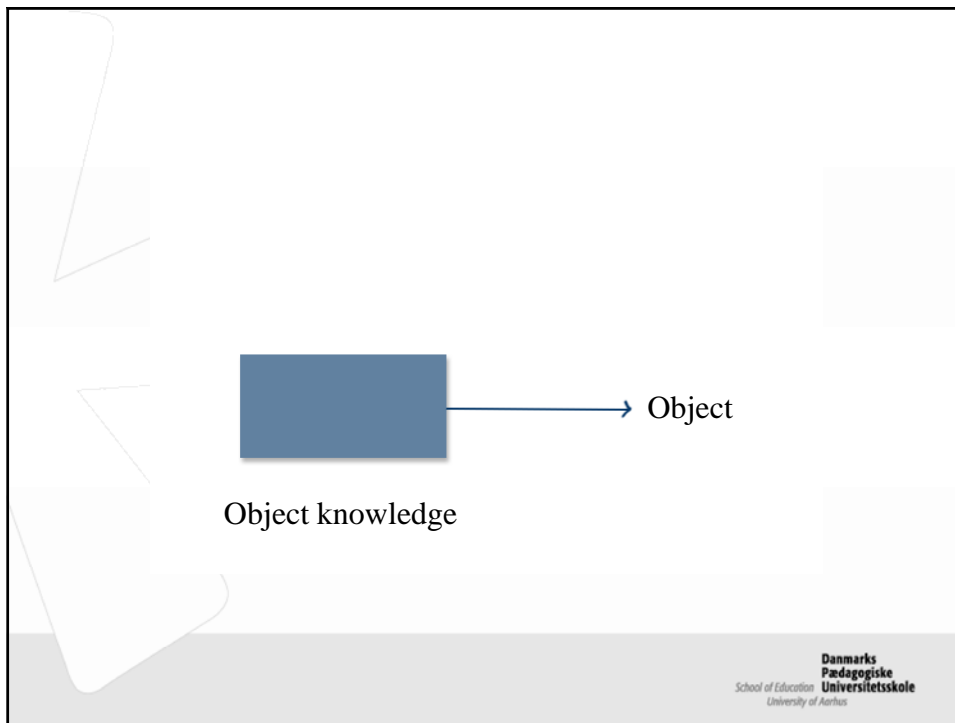 Object
Object knowledge
Danmarks
Pædagogiske
School of Education Universitetsskole
University of Aarhus